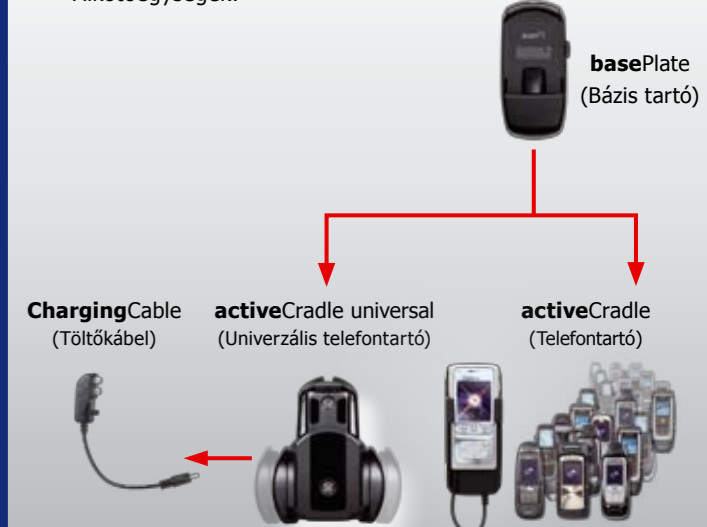 basePlate
(Bázis tartó)
ChargingCable
(Töltőkábel)
activeCradle universal
(Univerzális telefontartó)
activeCradle
(Telefontartó)